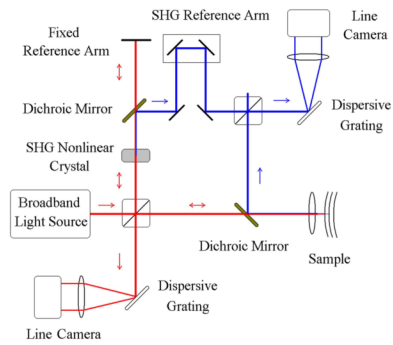 SHG Reference Arm
Line
Camera
Fixed
Reference Arm
Dichroic Mirror
Dispersive
Grating
SHG Nonlinear
Crystal
Broadband
Light Source
Dichroic Mirror
Sample
Dispersive
Grating
Line Camera